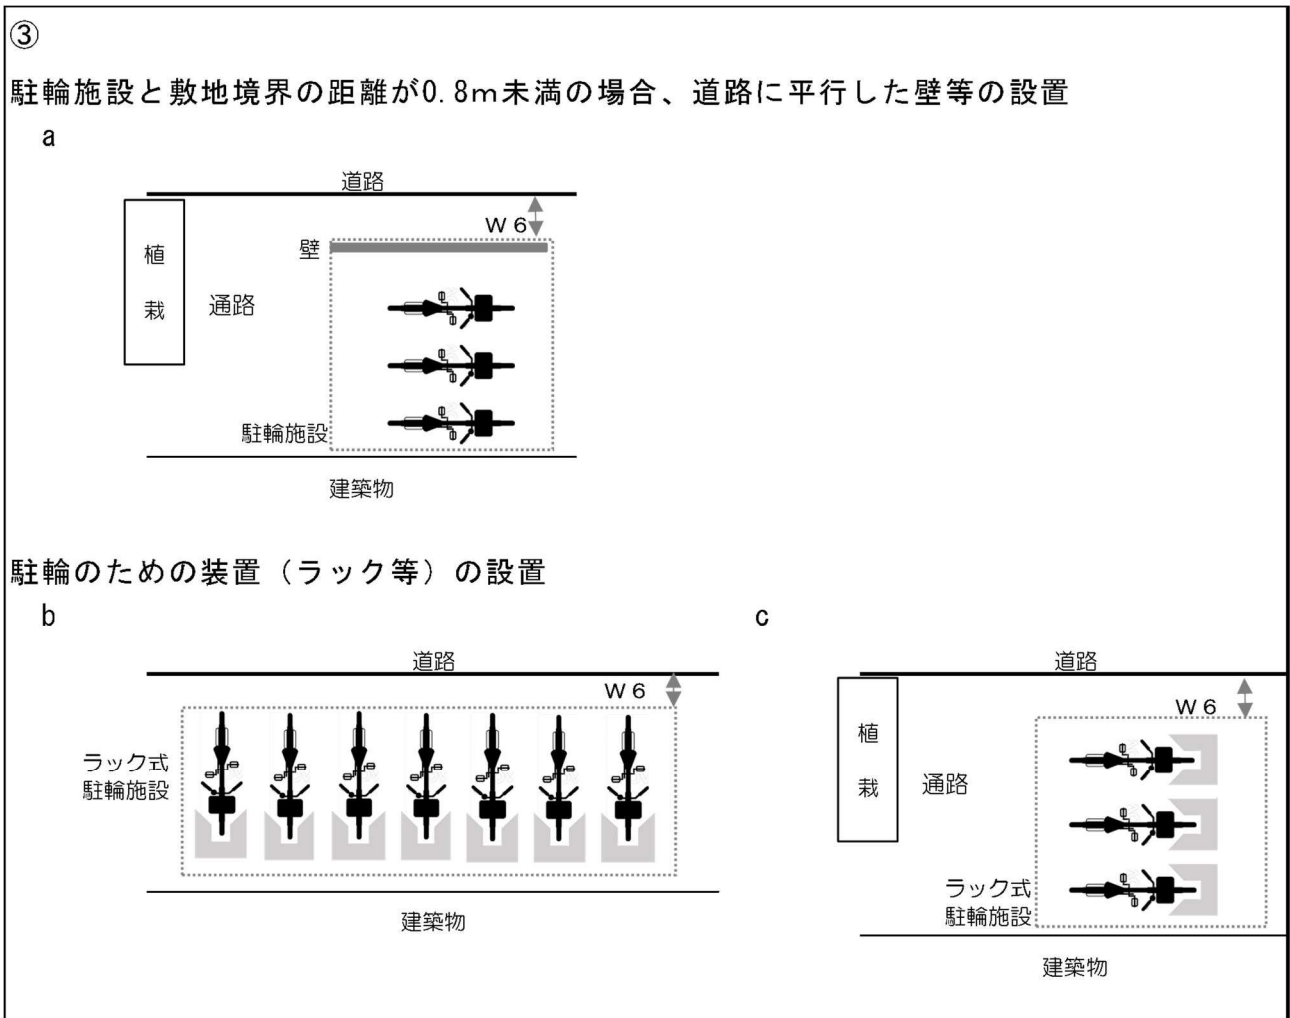 ③
駐輪施設と敷地境界の距離が0.8m未満の場合、道路に平行した壁等の設置
a
道路
W6
壁
植
栽
通路
駐輪施設
建築物
駐輪のための装置（ラック等）の設置
b
道路
W6
ラック式
駐輪施設
建築物
c
道路
W6
植
栽
通路
ラック式
駐輪施設
建築物